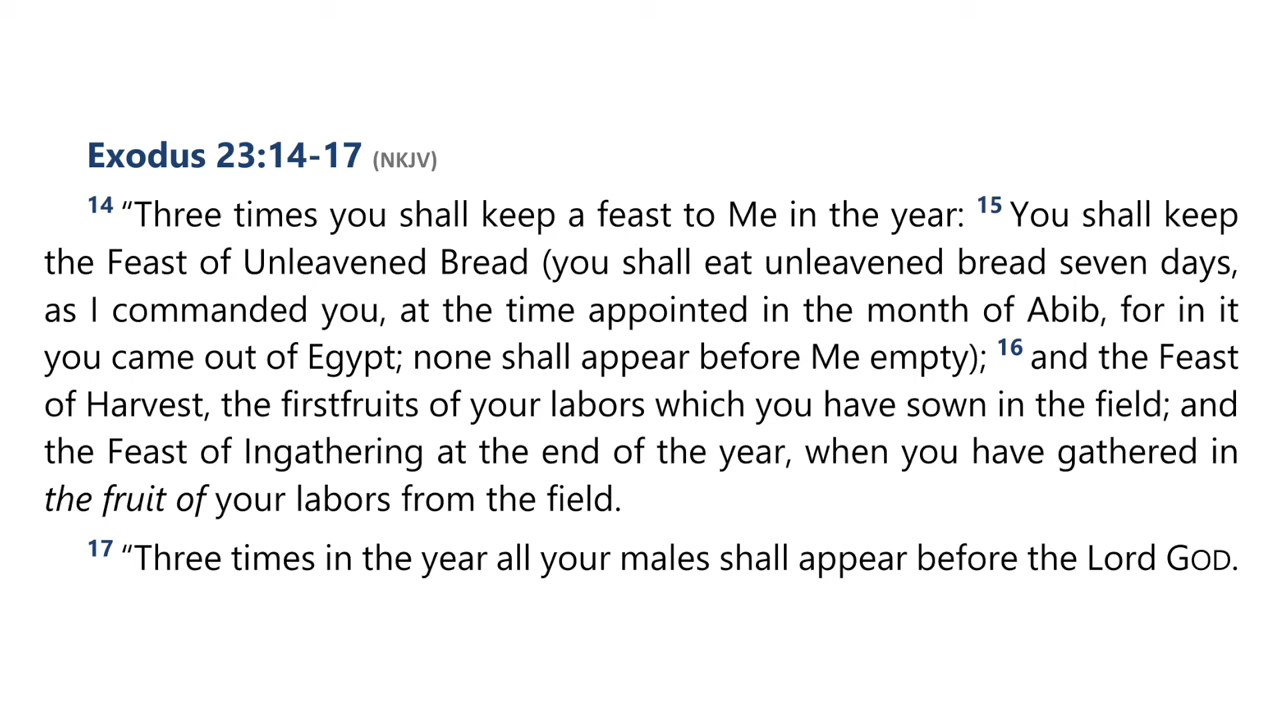 Exodus 23:14-17 (NKJV)
14 “Three times you shall keep a feast to Me in the year: 15 You shall keep
the Feast of Unleavened Bread (you shall eat unleavened bread seven days,
as I commanded you, at the time appointed in the month of Abib, for in it
you came out of Egypt; none shall appear before Me empty); 16 and the Feast
of Harvest, the firstfruits of your labors which you have sown in the field; and
the Feast of Ingathering at the end of the year, when you have gathered in
the fruit of your labors from the field.
17 “Three times in the year all your males shall appear before the Lord GOD.